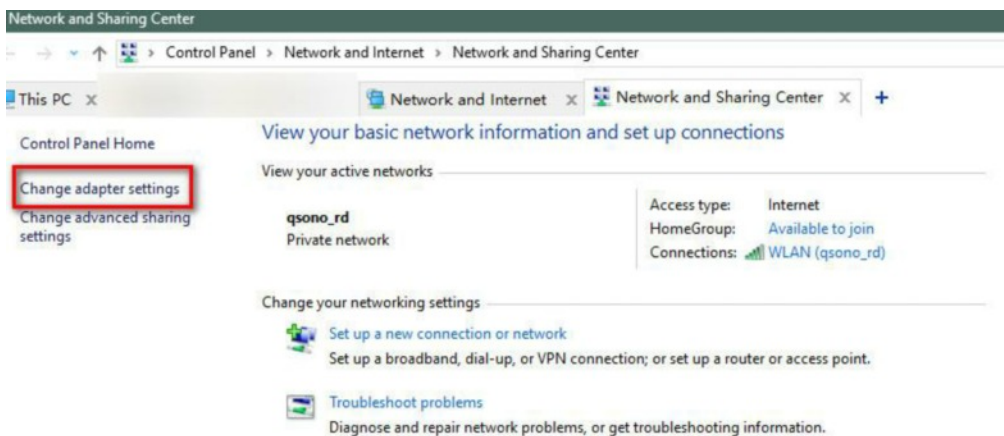 Network and Sharing Center
Control Panel > Network and Internet > Network and Sharing Center
This PC x
Network and Internet x
Network and Sharing Center x +
Control Panel Home
Change adapter settings
Change advanced sharing
settings
View your basic network information and set up connections
View your active networks
qsono_rd
Private network
Access type: Internet
HomeGroup: Available to join
Connections: WLAN (qsono_rd)
Change your networking settings
Set up a new connection or network
Set up a broadband, dial-up, or VPN connection; or set up a router or access point.
Troubleshoot problems
Diagnose and repair network problems, or get troubleshooting information.